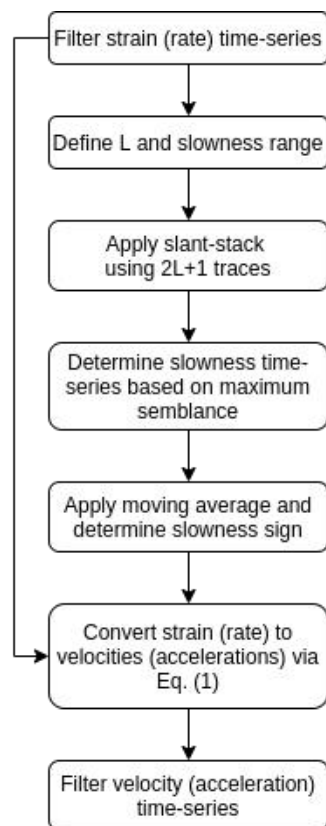 Filter strain (rate) time-series
Define L and slowness range
Apply slant-stack
using 2L+1 traces
Determine slowness time-
series based on maximum
semblance
Apply moving average and
determine slowness sign
Convert strain (rate) to
velocities (accelerations) via
Eq. (1)
Filter velocity (acceleration)
time-series